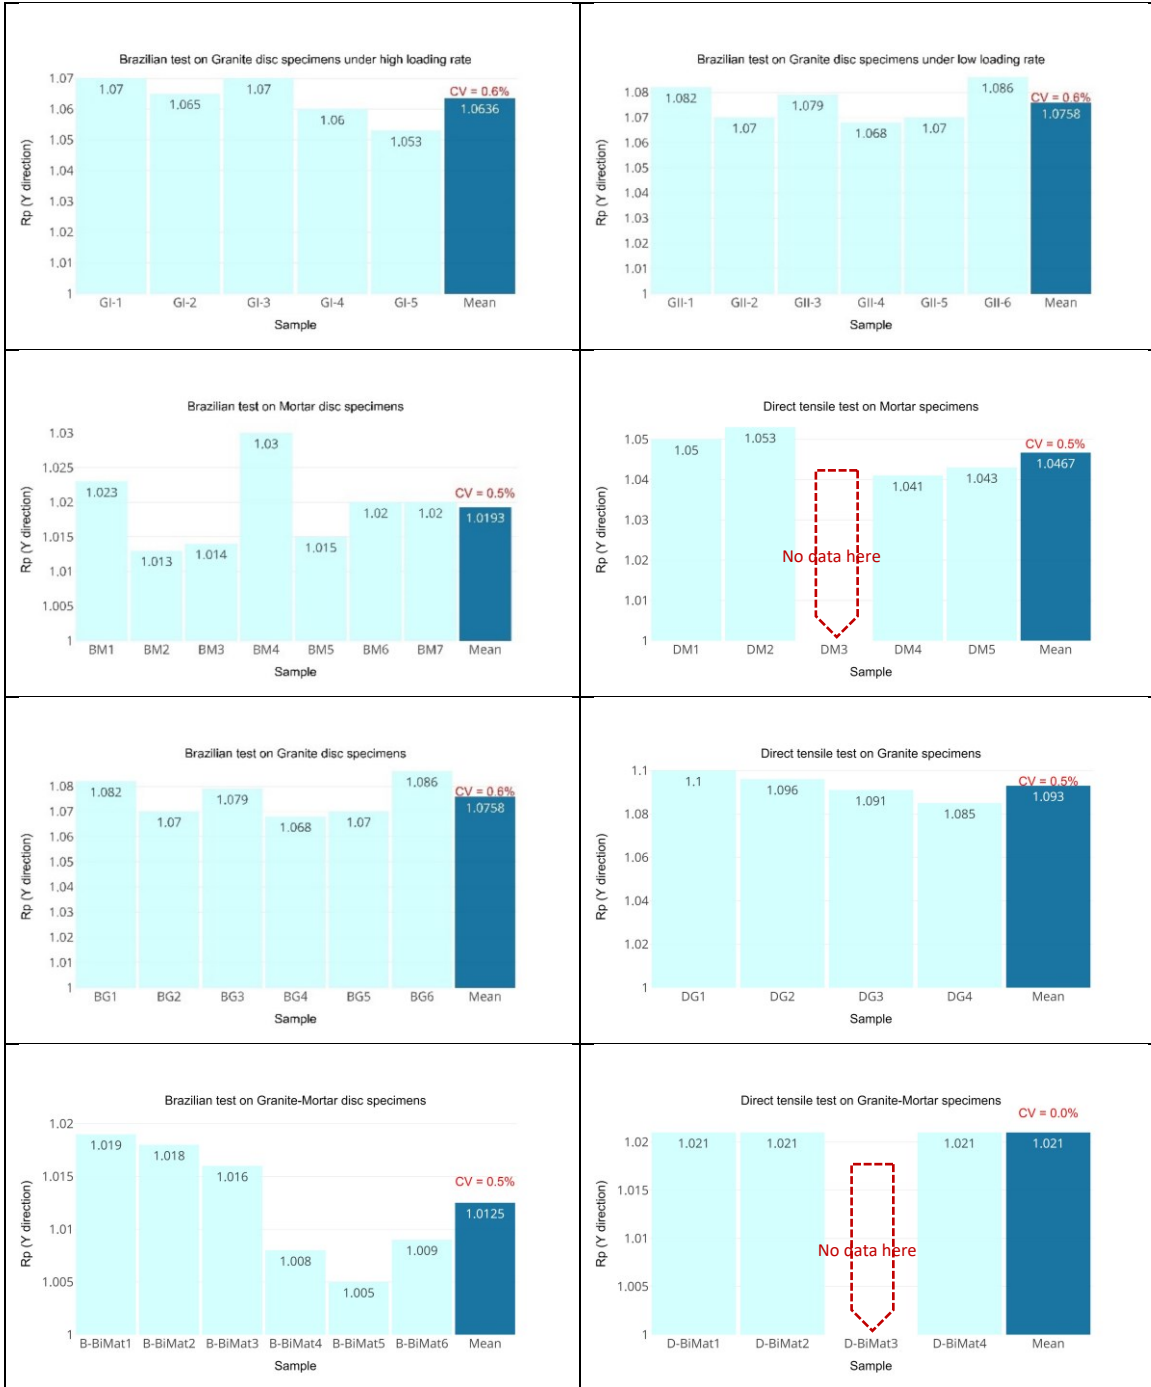 Brazilian test on Granite disc specimens under high loading rate
1.07
1.06
1.05
1.04
1.03
1.02
1.01
1
Rp (Y direction)
1.07
1.065
1.07
1.06
1.053
CV = 0.6%
1.0636
GI-1 GI-2 GI-3 GI-4 GI-5 Mean
Sample
Brazilian test on Granite disc specimens under low loading rate
1.08
1.07
1.06
1.05
1.04
1.03
1.02
1.01
1
Rp (Y direction)
1.082
1.07
1.079
1.068
1.07
1.086
CV = 0.6%
1.0758
GII-1 GII-2 GII-3 GII-4 GII-5 GII-6 Mean
Sample
Brazilian test on Mortar disc specimens
1.03
1.025
1.02
1.015
1.01
1.005
1
Rp (Y direction)
1.023
1.013
1.014
1.03
1.015
1.02
1.02
CV = 0.5%
1.0193
BM1 BM2 BM3 BM4 BM5 BM6 BM7 Mean
Sample
Direct tensile test on Mortar specimens
1.05
1.04
1.03
1.02
1.01
1
Rp (Y direction)
1.05
1.053
No data here
1.041
1.043
CV = 0.5%
1.0467
DM1 DM2 DM3 DM4 DM5 Mean
Sample
Brazilian test on Granite disc specimens
1.08
1.07
1.06
1.05
1.04
1.03
1.02
1.01
1
Rp (Y direction)
1.082
1.07
1.079
1.068
1.07
1.086
CV = 0.6%
1.0758
BG1 BG2 BG3 BG4 BG5 BG6 Mean
Sample
Direct tensile test on Granite specimens
1.1
1.08
1.06
1.04
1.02
1
Rp (Y direction)
1.1
1.096
1.091
1.085
CV = 0.5%
1.093
DG1 DG2 DG3 DG4 Mean
Sample
Brazilian test on Granite-Mortar disc specimens
1.02
1.015
1.01
1.005
1
Rp (Y direction)
1.019
1.018
1.016
1.008
1.005
1.009
CV = 0.5%
1.0125
B-BiMat1 B-BiMat2 B-BiMat3 B-BiMat4 B-BiMat5 B-BiMat6 Mean
Sample
Direct tensile test on Granite-Mortar specimens
1.02
1.015
1.01
1.005
1
Rp (Y direction)
1.021
1.021
No data here
1.021
CV = 0.0%
1.021
D-BiMat1 D-BiMat2 D-BiMat3 D-BiMat4 Mean
Sample